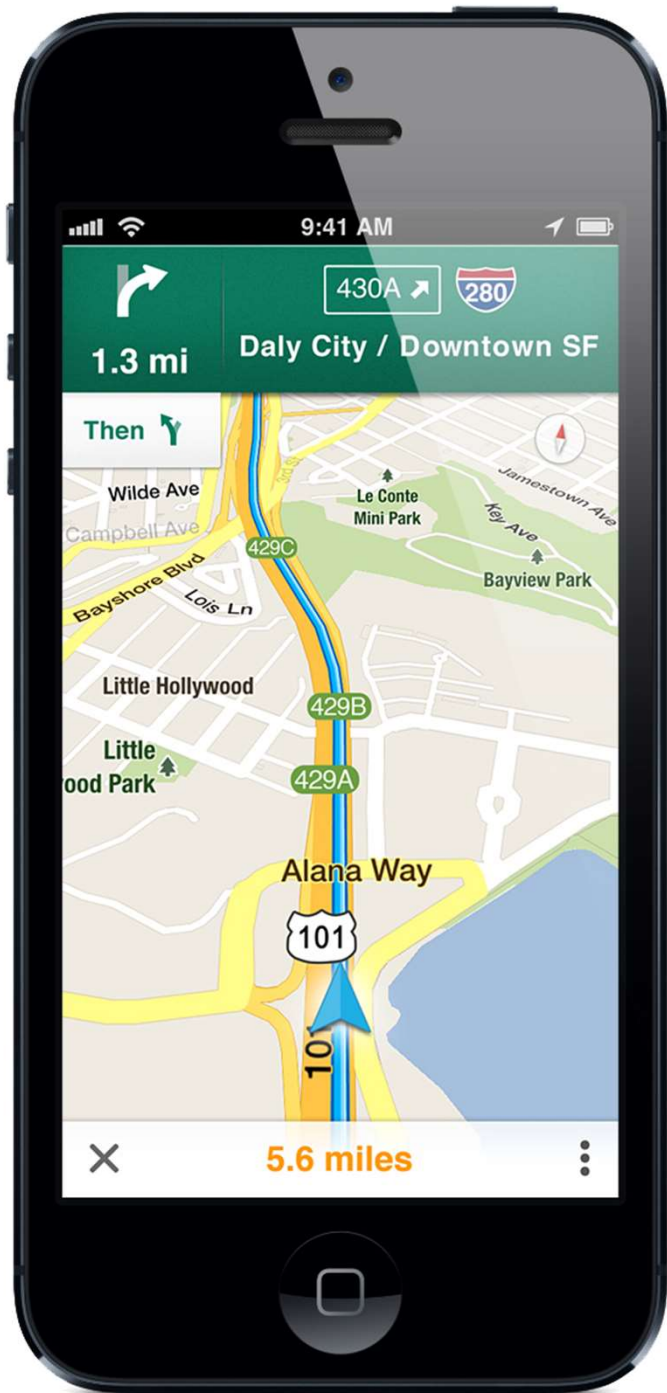 9:41 AM
1.3 mi
430A
280
Daly City / Downtown SF
Then
3rd St
Jamestown Ave
Wilde Ave
Le Conte
Mini Park
Key Ave
Campbell Ave
429C
Bayview Park
Bayshore Blvd
Lois Ln
Little Hollywood
429B
Little
ood Park
429A
Alana Way
101
101
5.6 miles